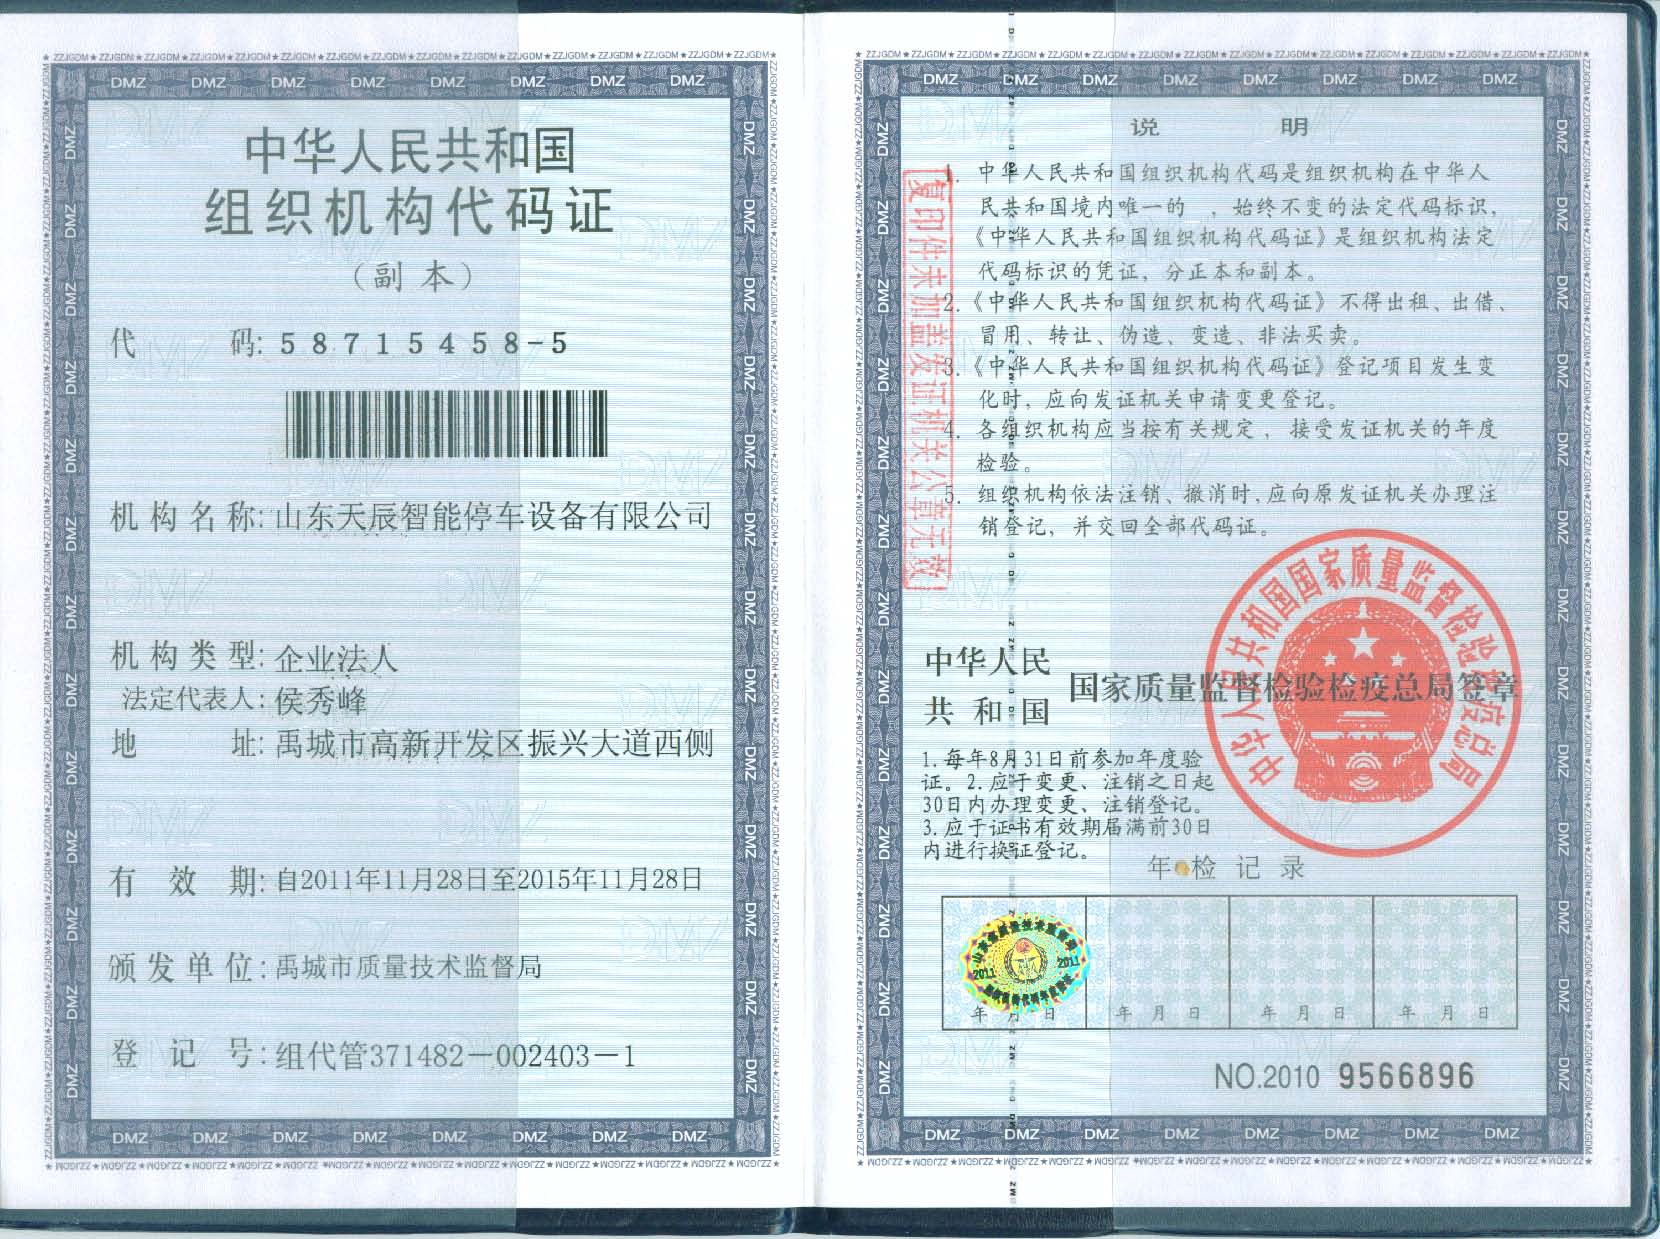 中华人民共和国
组织机构代码证
（副本）
代 码: 58715458-5
机构名称: 山东天辰智能停车设备有限公司
机构类型: 企业法人
法定代表人: 侯秀峰
地 址: 禹城市高新开发区振兴大道西侧
有 效 期: 自2011年11月28日至2015年11月28日
颁发单位: 禹城市质量技术监督局
登 记 号: 组代管371482—002403—1
说 明
1. 中华人民共和国组织机构代码是组织机构在中华人
民共和国境内唯一的 ，始终不变的法定代码标识，
《中华人民共和国组织机构代码证》是组织机构法定
代码标识的凭证，分正本和副本。
2.《中华人民共和国组织机构代码证》不得出租、出借、
冒用、转让、伪造、变造、非法买卖。
3.《中华人民共和国组织机构代码证》登记项目发生变
化时，应向发证机关申请变更登记。
4. 各组织机构应当按有关规定，接受发证机关的年度
检验。
5. 组织机构依法注销、撤消时，应向原发证机关办理注
销登记，并交回全部代码证。
复印件未加盖发证机关公章无效
中华人民
共和国
国家质量监督检验检疫总局签章
中华人民共和国国家质量监督检验检疫总局
1.每年8月31日前参加年度验
证。2.应于变更、注销之日起
30日内办理变更、注销登记。
3.应于证书有效期届满前30日
内进行换证登记。
年 检 记 录
2011 2011
年 月 日 年 月 日 年 月 日 年 月 日
NO.2010 9566896